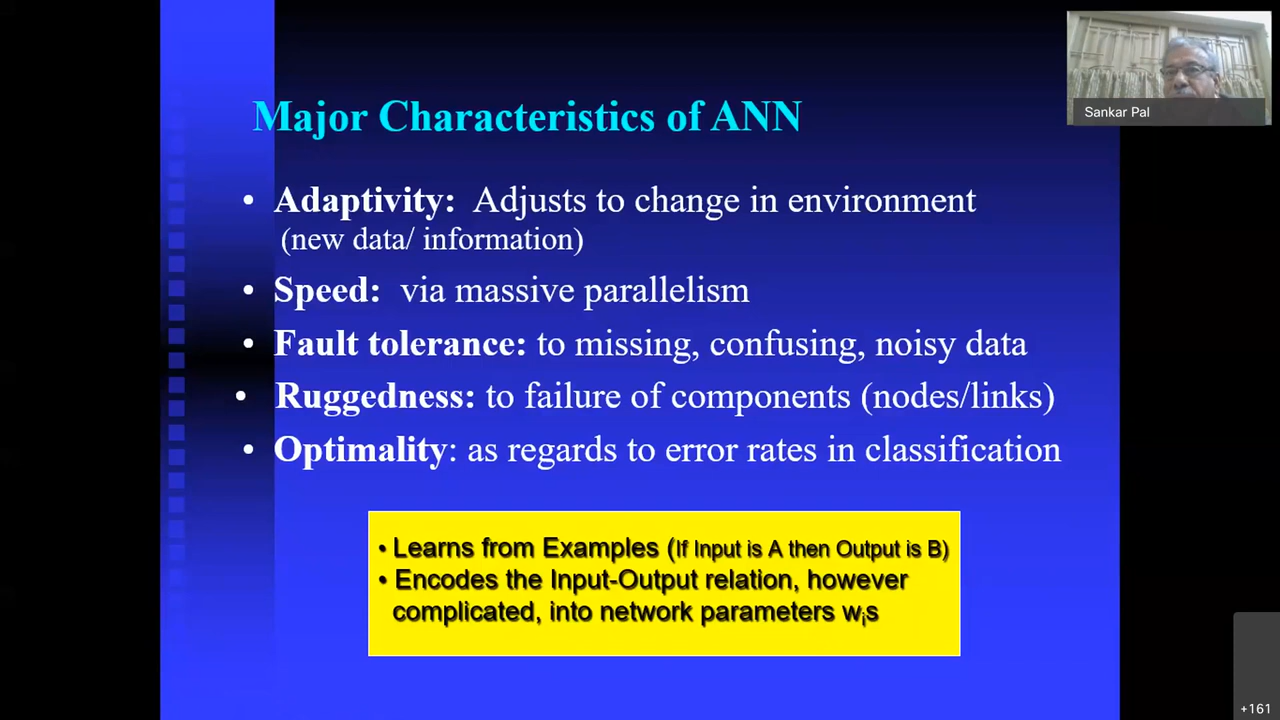 Major Characteristics of ANN
Sankar Pal
• Adaptivity: Adjusts to change in environment
(new data/ information)
• Speed: via massive parallelism
• Fault tolerance: to missing, confusing, noisy data
• Ruggedness: to failure of components (nodes/links)
• Optimality: as regards to error rates in classification
• Learns from Examples (If Input is A then Output is B)
• Encodes the Input-Output relation, however
complicated, into network parameters wᵢs
+161